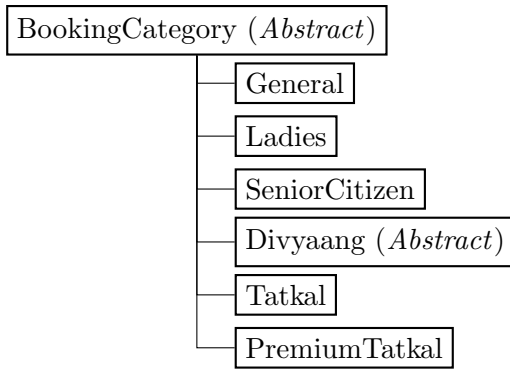 BookingCategory (Abstract)
General
Ladies
SeniorCitizen
Divyaang (Abstract)
Tatkal
PremiumTatkal